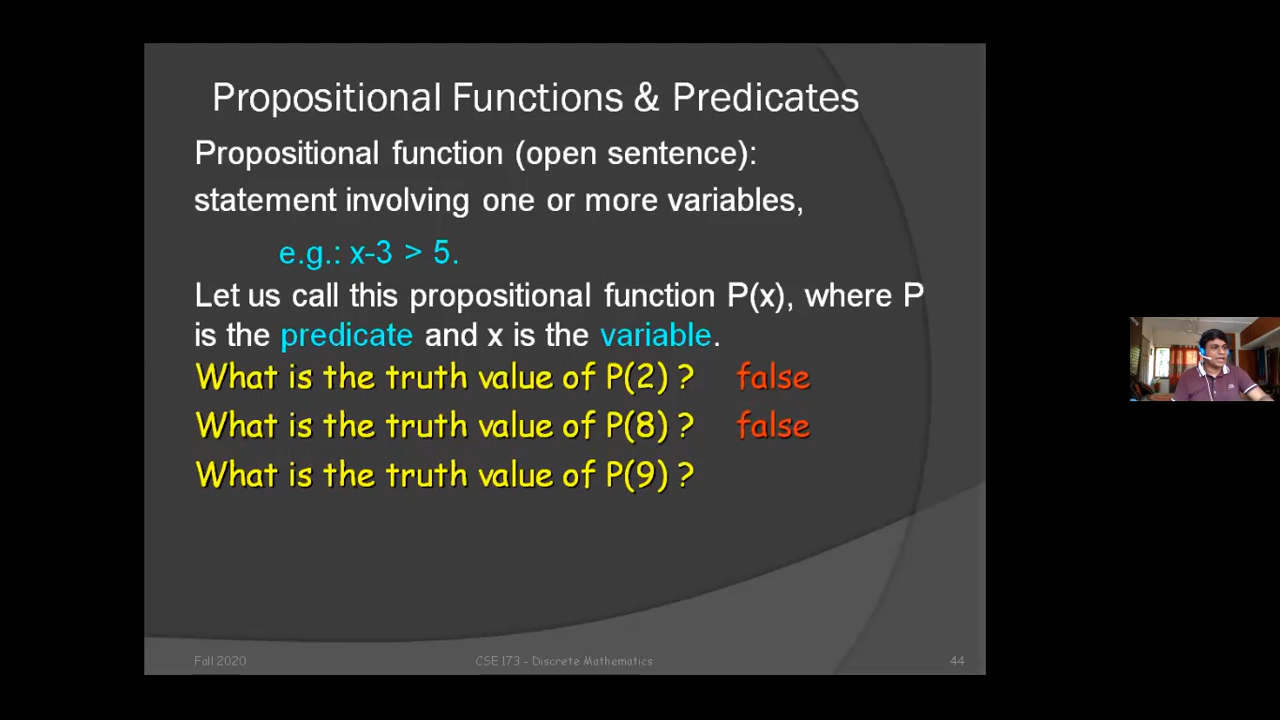 Propositional Functions & Predicates
Propositional function (open sentence):
statement involving one or more variables,
e.g.: x-3 > 5.
Let us call this propositional function P(x), where P
is the predicate and x is the variable.
What is the truth value of P(2) ? false
What is the truth value of P(8) ? false
What is the truth value of P(9) ?
Fall 2020 CSE 173 - Discrete Mathematics 44